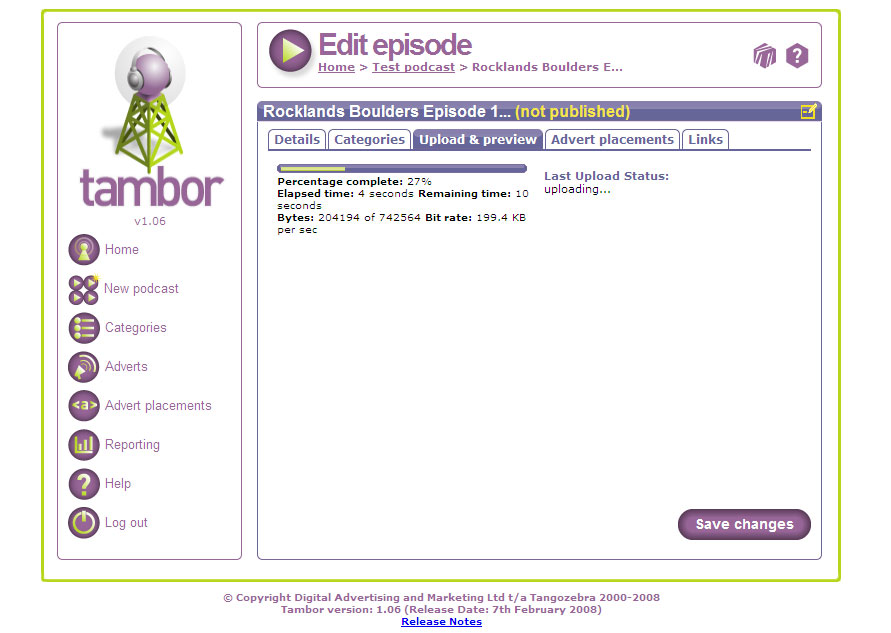 tambor
v1.06
Home
New podcast
Categories
Adverts
<a>
Advert placements
Reporting
?
Help
Log out
Edit episode
Home > Test podcast > Rocklands Boulders E...
?
Rocklands Boulders Episode 1... (not published)
Details Categories Upload & preview Advert placements Links
Percentage complete: 27%
Elapsed time: 4 seconds Remaining time: 10
seconds
Bytes: 204194 of 742564 Bit rate: 199.4 KB
per sec
Last Upload Status:
uploading...
Save changes
© Copyright Digital Advertising and Marketing Ltd t/a Tangozebra 2000-2008
Tambor version: 1.06 (Release Date: 7th February 2008)
Release Notes